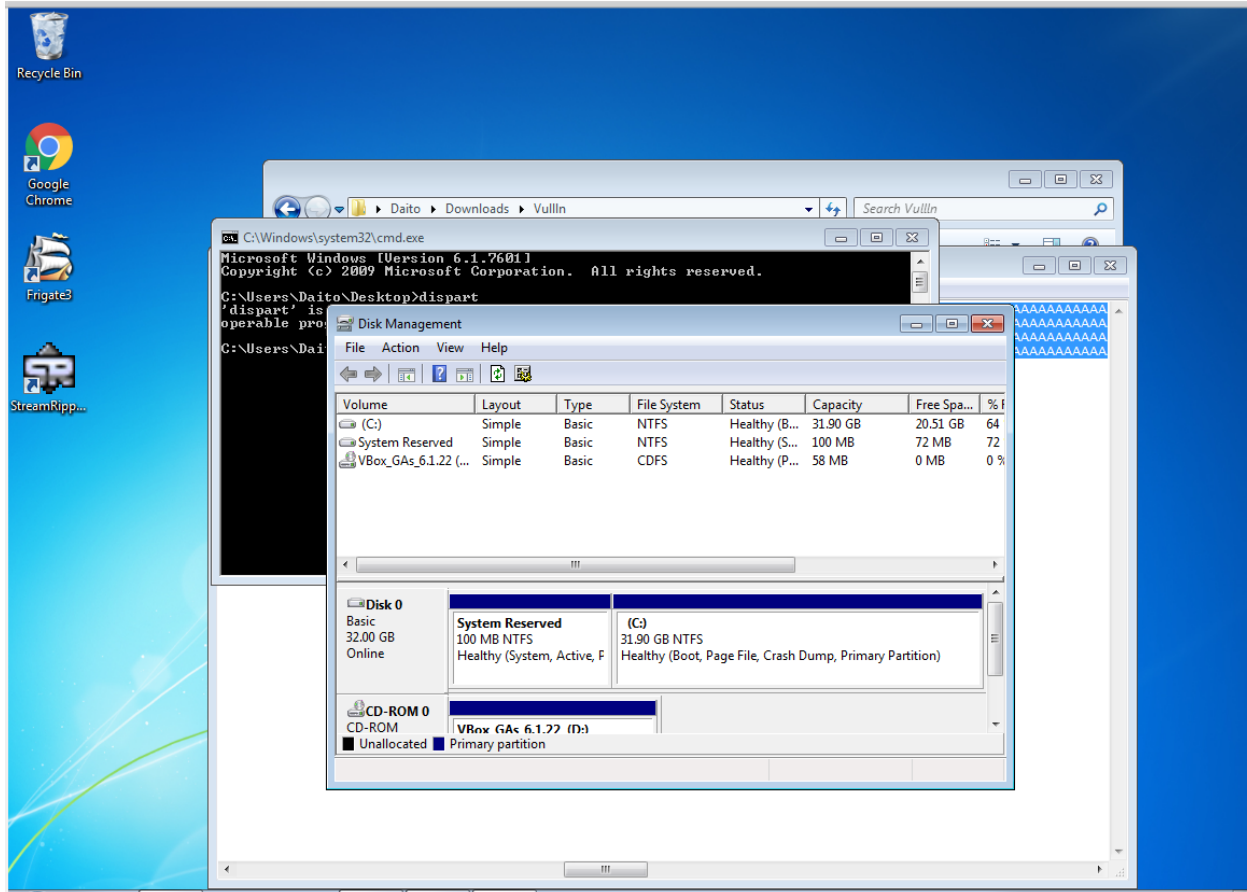 Recycle Bin
Google
Chrome
Frigate3
StreamRipp...
Daito Downloads Vullln
Search Vullln
C:\Windows\system32\cmd.exe
Microsoft Windows [Version 6.1.7601]
Copyright (c) 2009 Microsoft Corporation. All rights reserved.
C:\Users\Daito\Desktop>dispart
'dispart' is
operable pro
C:\Users\Dai
AAAAAAAAAAA
AAAAAAAAAAA
AAAAAAAAAAA
AAAAAAAAAAA
Disk Management
File Action View Help
Volume Layout Type File System Status Capacity Free Spa... % F
(C:) Simple Basic NTFS Healthy (B... 31.90 GB 20.51 GB 64
System Reserved Simple Basic NTFS Healthy (S... 100 MB 72 MB 72
VBox_GAs_6.1.22 (... Simple Basic CDFS Healthy (P... 58 MB 0 MB 0 %
Disk 0
Basic
32.00 GB
Online
System Reserved
100 MB NTFS
Healthy (System, Active, P
(C:)
31.90 GB NTFS
Healthy (Boot, Page File, Crash Dump, Primary Partition)
CD-ROM 0
CD-ROM
VBox_GAs_6.1.22 (D:)
Unallocated Primary partition